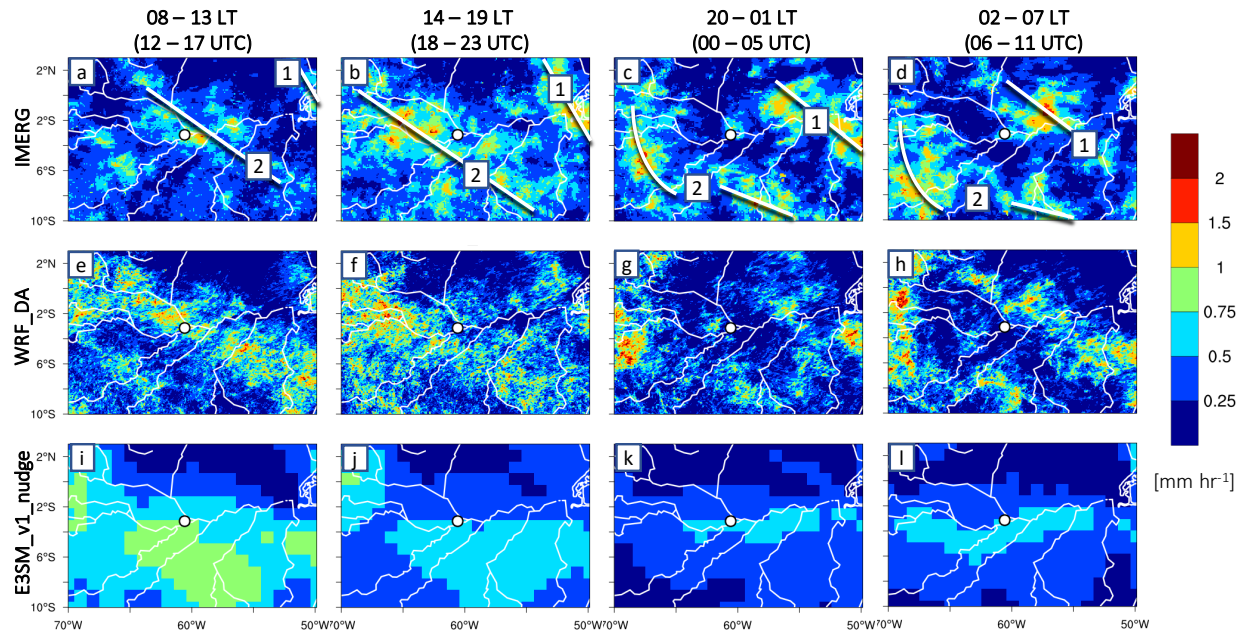 08 – 13 LT
(12 – 17 UTC)
14 – 19 LT
(18 – 23 UTC)
20 – 01 LT
(00 – 05 UTC)
02 – 07 LT
(06 – 11 UTC)
IMERG
2°N
2°S
6°S
10°S
a
1
2
b
1
2
c
1
2
d
1
2
WRF_DA
2°N
2°S
6°S
10°S
e
f
g
h
E3SM_v1_nudge
2°N
2°S
6°S
10°S
i
j
k
l
70°W
60°W
50°W
70°W
60°W
50°W
70°W
60°W
50°W
70°W
60°W
50°W
2
1.5
1
0.75
0.5
0.25
[mm hr⁻¹]